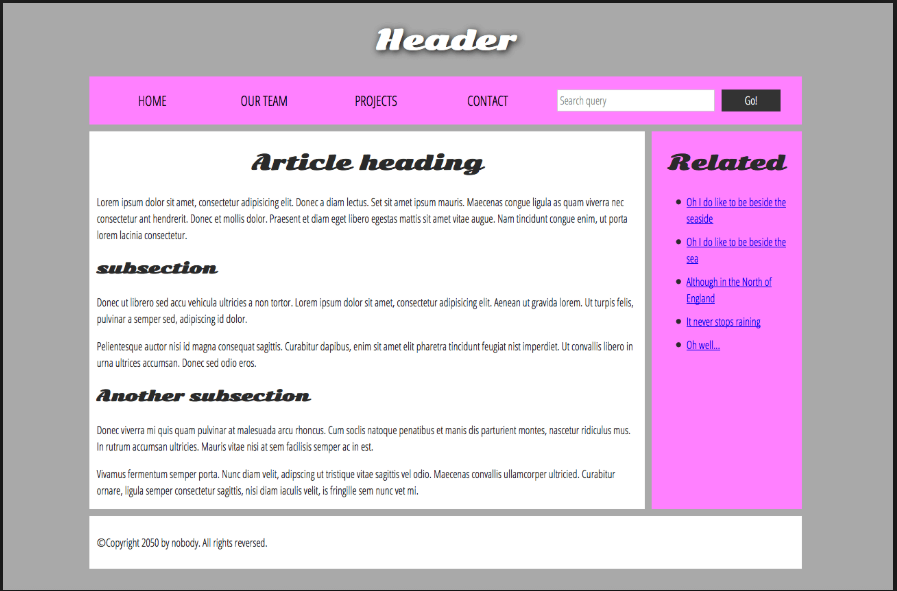 Header
HOME OUR TEAM PROJECTS CONTACT Search query Go!
Article heading
Lorem ipsum dolor sit amet, consectetur adipisicing elit. Donec a diam lectus. Set sit amet ipsum mauris. Maecenas congue ligula as quam viverra nec
consectetur ant hendrerit. Donec et mollis dolor. Praesent et diam eget libero egestas mattis sit amet vitae augue. Nam tincidunt congue enim, ut porta
lorem lacinia consectetur.
subsection
Donec ut librero sed accu vehicula ultricies a non tortor. Lorem ipsum dolor sit amet, consectetur adipisicing elit. Aenean ut gravida lorem. Ut turpis felis,
pulvinar a semper sed, adipiscing id dolor.
Pelientesque auctor nisi id magna consequat sagittis. Curabitur dapibus, enim sit amet elit pharetra tincidunt feugiat nist imperdiet. Ut convallis libero in
urna ultrices accumsan. Donec sed odio eros.
Another subsection
Donec viverra mi quis quam pulvinar at malesuada arcu rhoncus. Cum soclis natoque penatibus et manis dis parturient montes, nascetur ridiculus mus.
In rutrum accumsan ultricies. Mauris vitae nisi at sem facilisis semper ac in est.
Vivamus fermentum semper porta. Nunc diam velit, adipscing ut tristique vitae sagittis vel odio. Maecenas convallis ullamcorper ultricied. Curabitur
ornare, ligula semper consectetur sagittis, nisi diam iaculis velit, is fringille sem nunc vet mi.
Related
Oh I do like to be beside the
seaside
Oh I do like to be beside the
sea
Although in the North of
England
It never stops raining
Oh well...
©Copyright 2050 by nobody. All rights reversed.